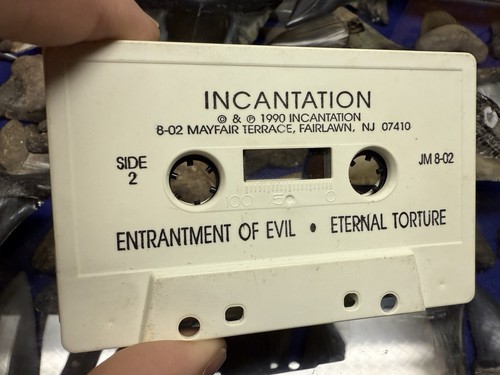 INCANTATION
© & ℗ 1990 INCANTATION
8-02 MAYFAIR TERRACE, FAIRLAWN, NJ 07410
SIDE
2
JM 8-02
100 50 0
ENTRANTMENT OF EVIL • ETERNAL TORTURE